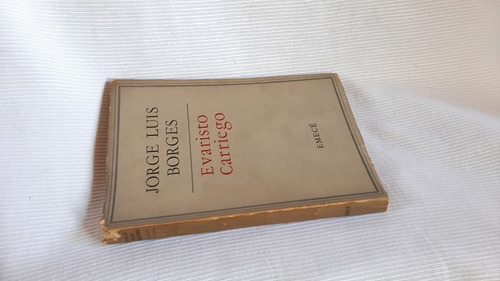 JORGE LUIS
BORGES
Evaristo
Carriego
EMECÉ